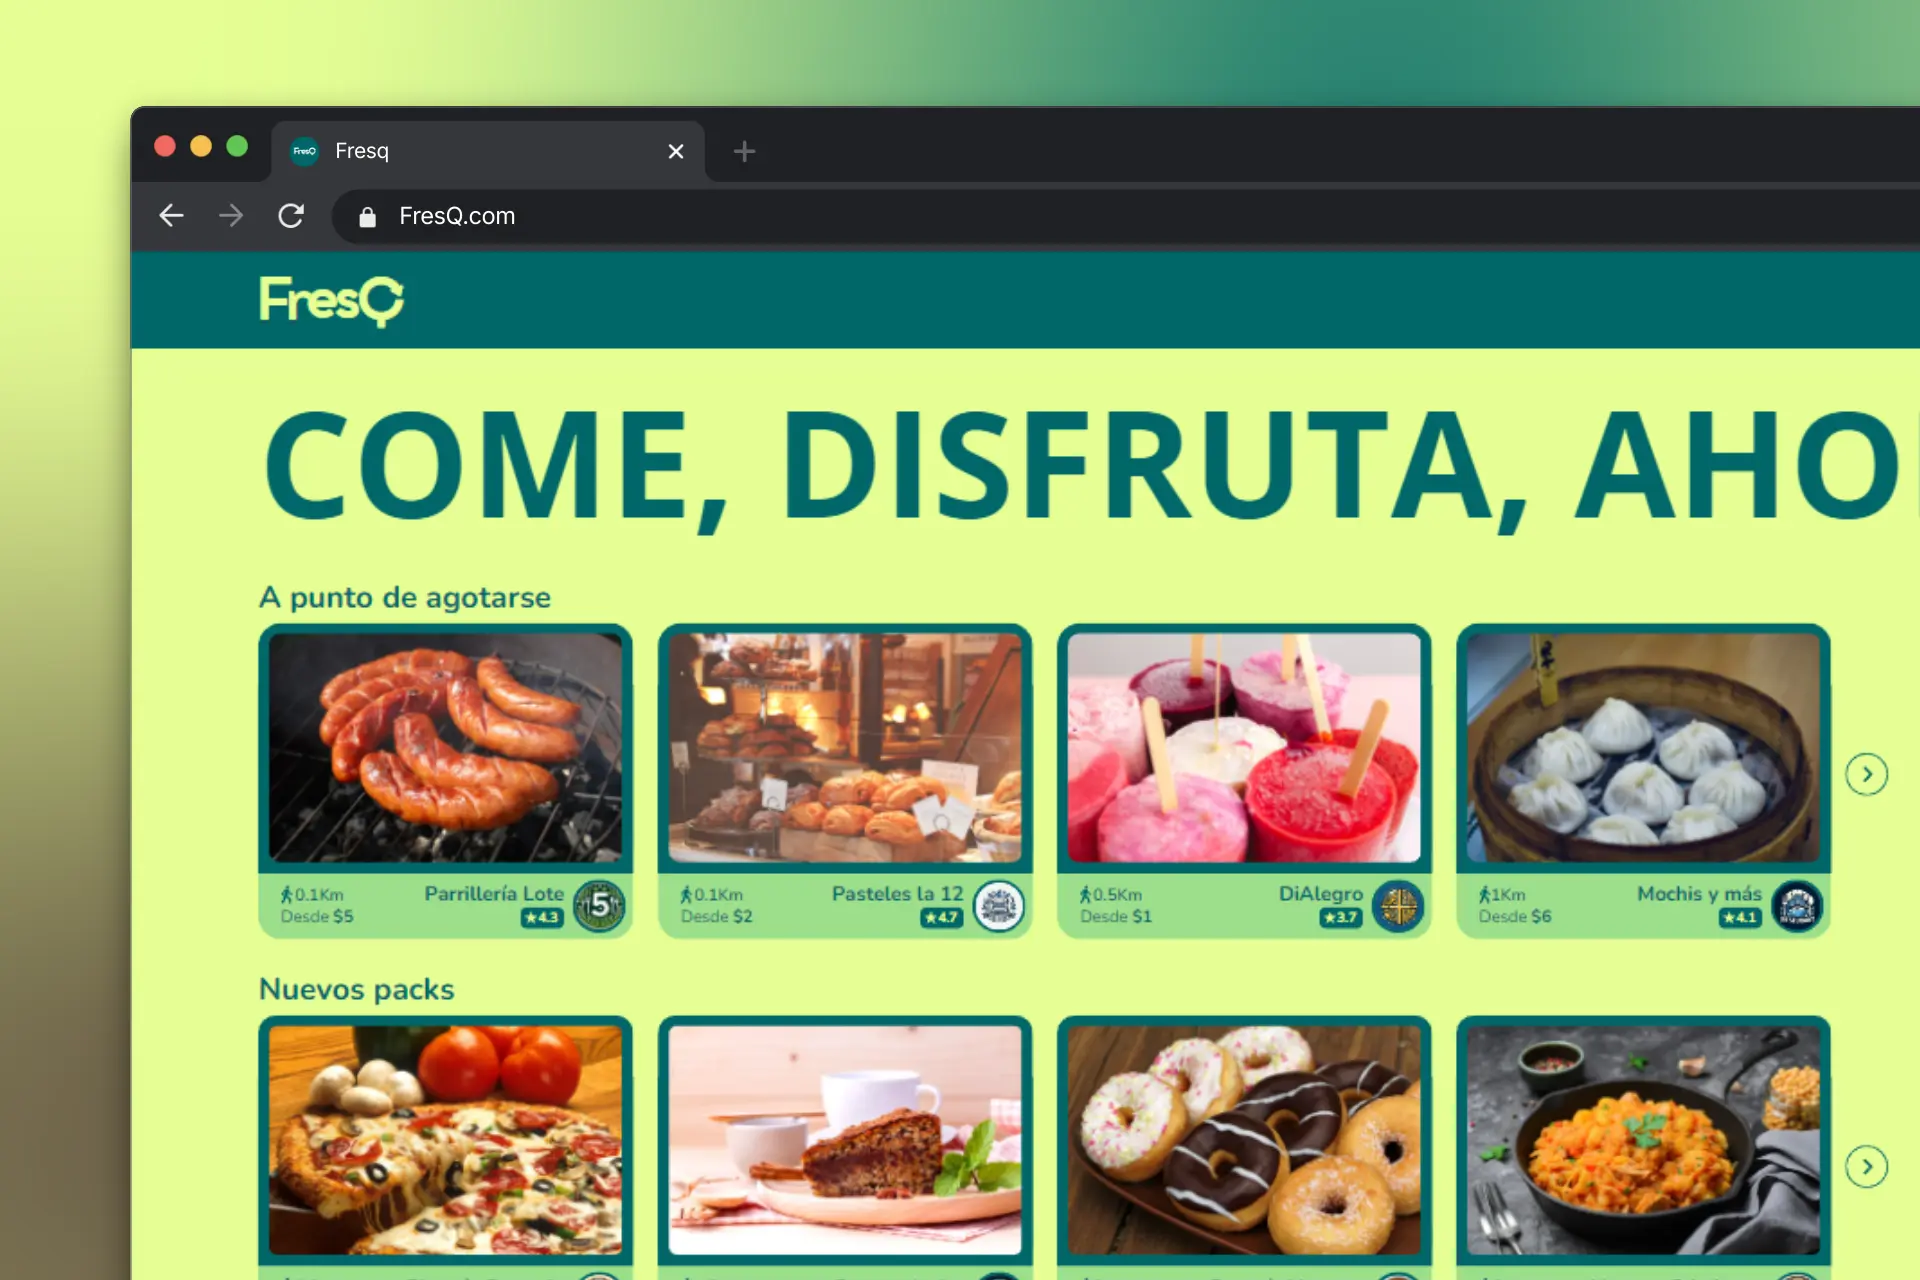 FresQ
Fresq
FresQ.com
FresQ
COME, DISFRUTA, AHO
A punto de agotarse
0.1Km Parrillería Lote
Desde $5 ★4.3 5
0.1Km Pasteles la 12
Desde $2 ★4.7
0.5Km DiAlegro
Desde $1 ★3.7
1Km Mochis y más
Desde $6 ★4.1
Nuevos packs